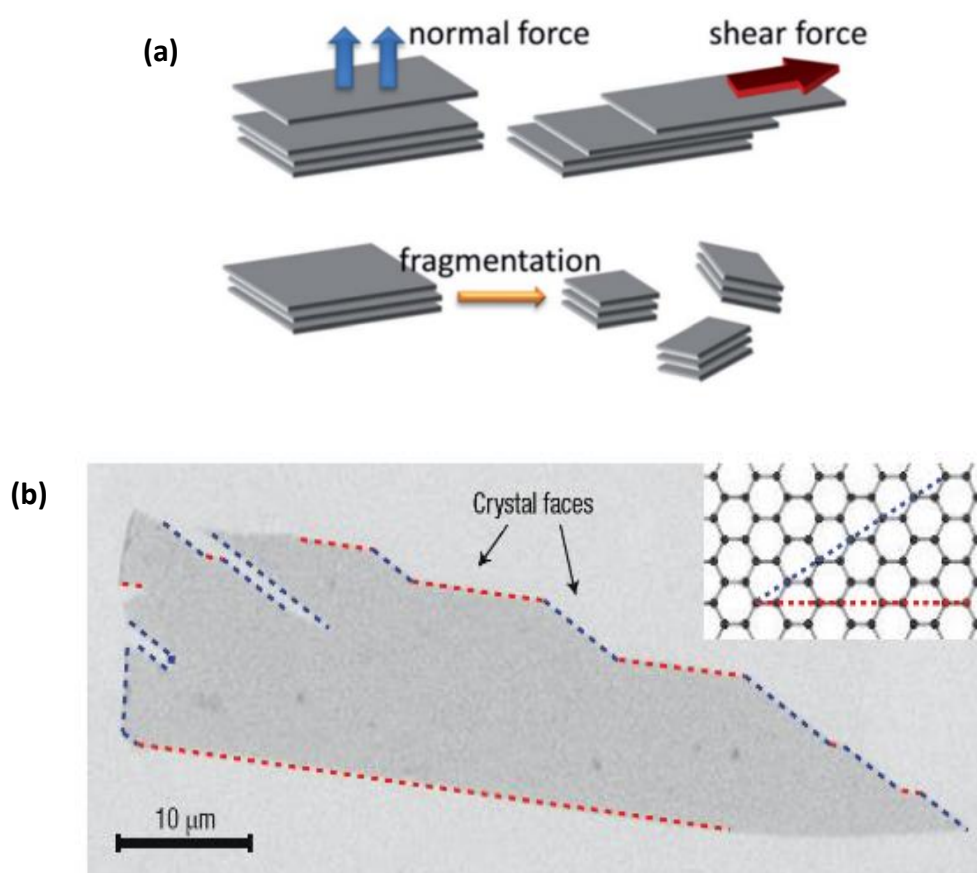 (a)
normal force
shear force
fragmentation
(b)
Crystal faces
10 μm